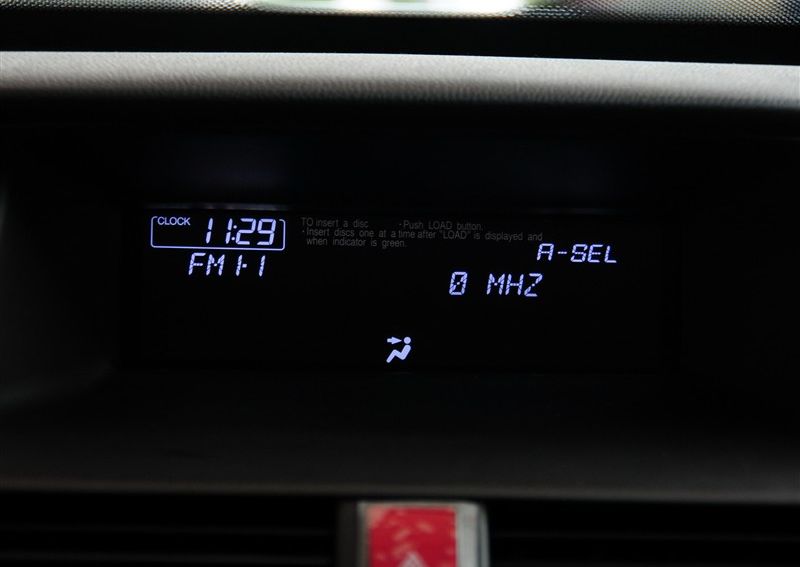 CLOCK 11:29
TO insert a disc ·Push LOAD button.
·Insert discs one at a time after "LOAD" is displayed and
when indicator is green.
A-SEL
FM1-1
0 MHZ